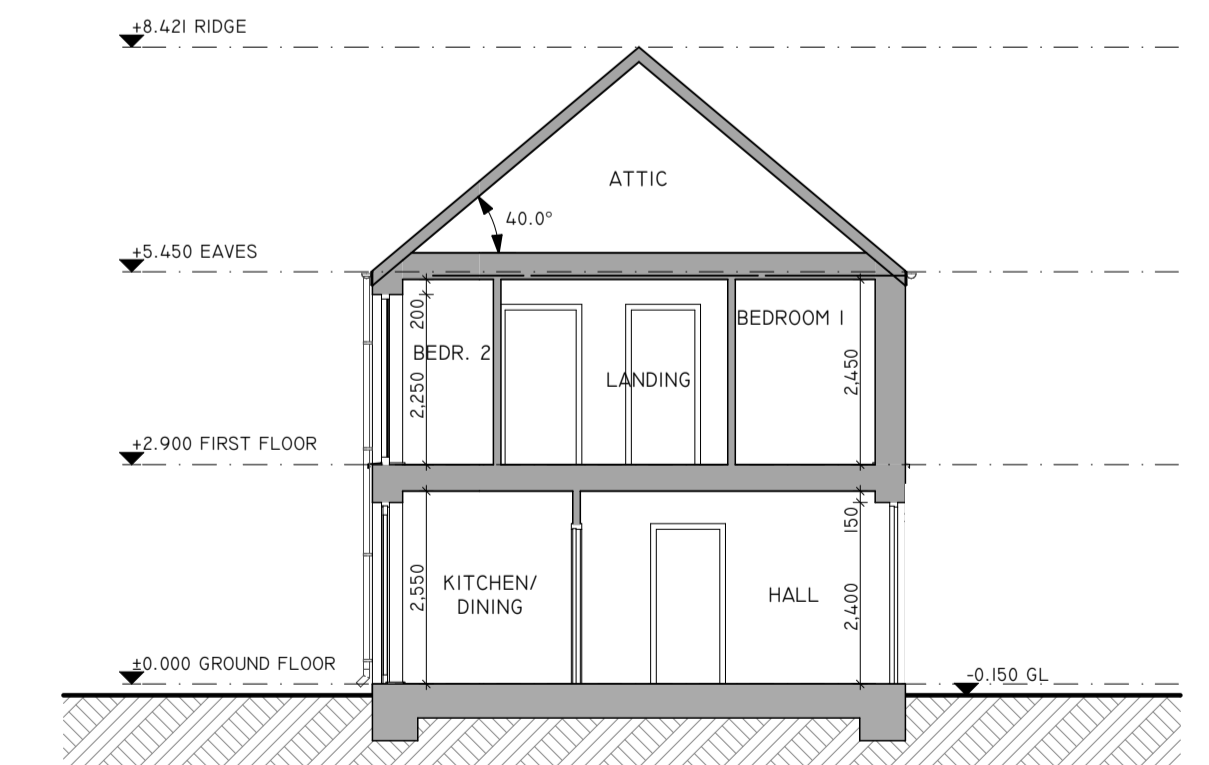 +8.421 RIDGE
ATTIC
40.0°
+5.450 EAVES
200
BEDROOM 1
BEDR. 2
LANDING
2,250
2,450
+2.900 FIRST FLOOR
150
KITCHEN/
DINING
2,550
HALL
2,400
±0.000 GROUND FLOOR
-0.150 GL